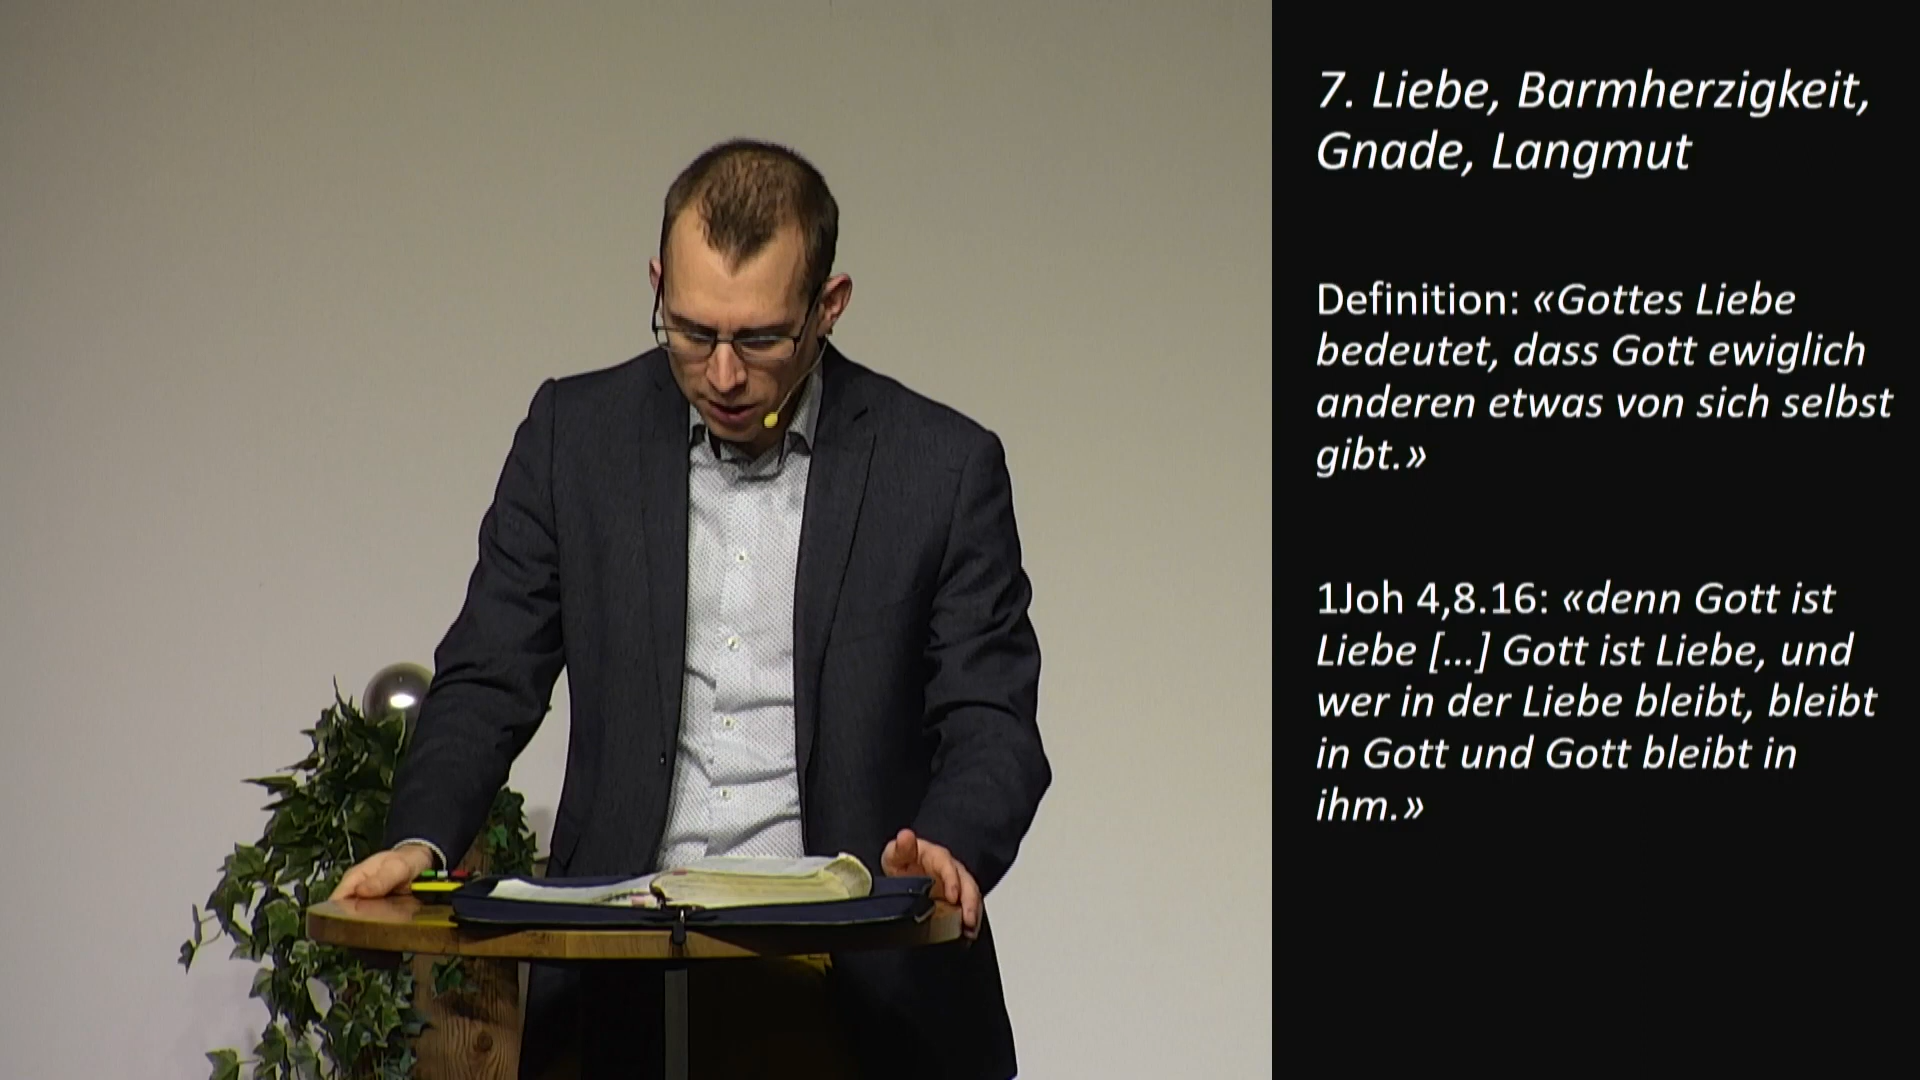 7. Liebe, Barmherzigkeit,
Gnade, Langmut
Definition: «Gottes Liebe
bedeutet, dass Gott ewiglich
anderen etwas von sich selbst
gibt.»
1Joh 4,8.16: «denn Gott ist
Liebe [...] Gott ist Liebe, und
wer in der Liebe bleibt, bleibt
in Gott und Gott bleibt in
ihm.»